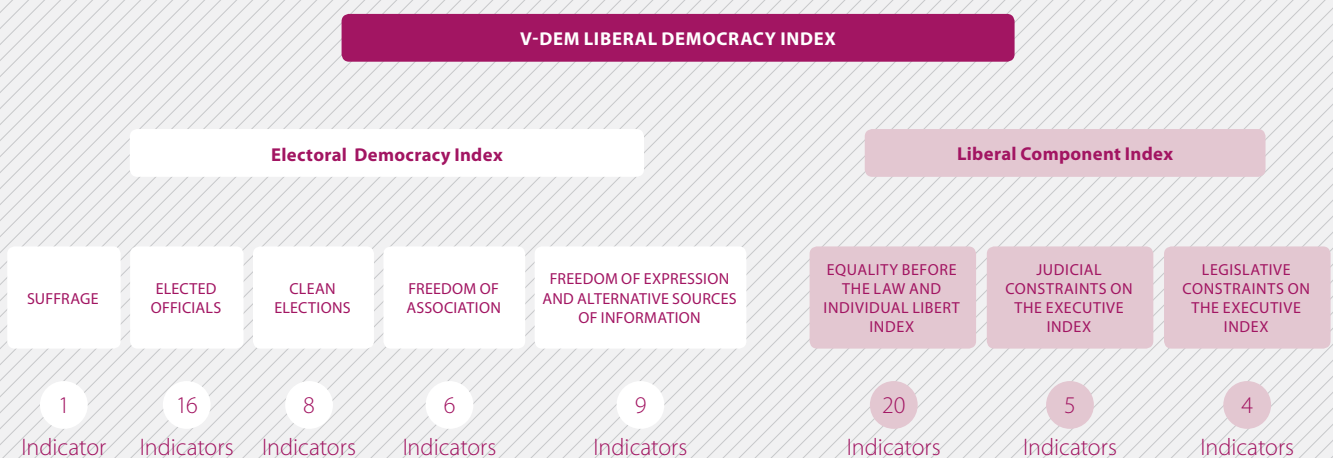 V-DEM LIBERAL DEMOCRACY INDEX
Electoral Democracy Index
Liberal Component Index
SUFFRAGE
ELECTED
OFFICIALS
CLEAN
ELECTIONS
FREEDOM OF
ASSOCIATION
FREEDOM OF EXPRESSION
AND ALTERNATIVE SOURCES
OF INFORMATION
EQUALITY BEFORE
THE LAW AND
INDIVIDUAL LIBERT
INDEX
JUDICIAL
CONSTRAINTS ON
THE EXECUTIVE
INDEX
LEGISLATIVE
CONSTRAINTS ON
THE EXECUTIVE
INDEX
1
Indicator
16
Indicators
8
Indicators
6
Indicators
9
Indicators
20
Indicators
5
Indicators
4
Indicators